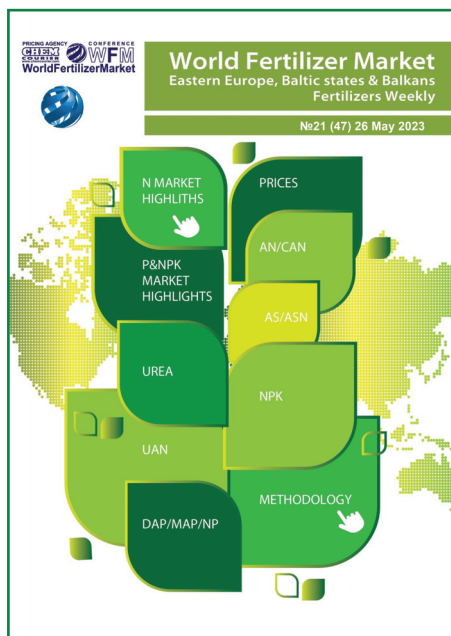 PRICING AGENCY
CHEM
COURIER
CONFERENCE
WFM
WorldFertilizerMarket
World Fertilizer Market
Eastern Europe, Baltic states & Balkans
Fertilizers Weekly
№21 (47) 26 May 2023
N MARKET
HIGHLITHS
PRICES
P&NPK
MARKET
HIGHLIGHTS
AN/CAN
AS/ASN
UREA
NPK
UAN
METHODOLOGY
DAP/MAP/NP